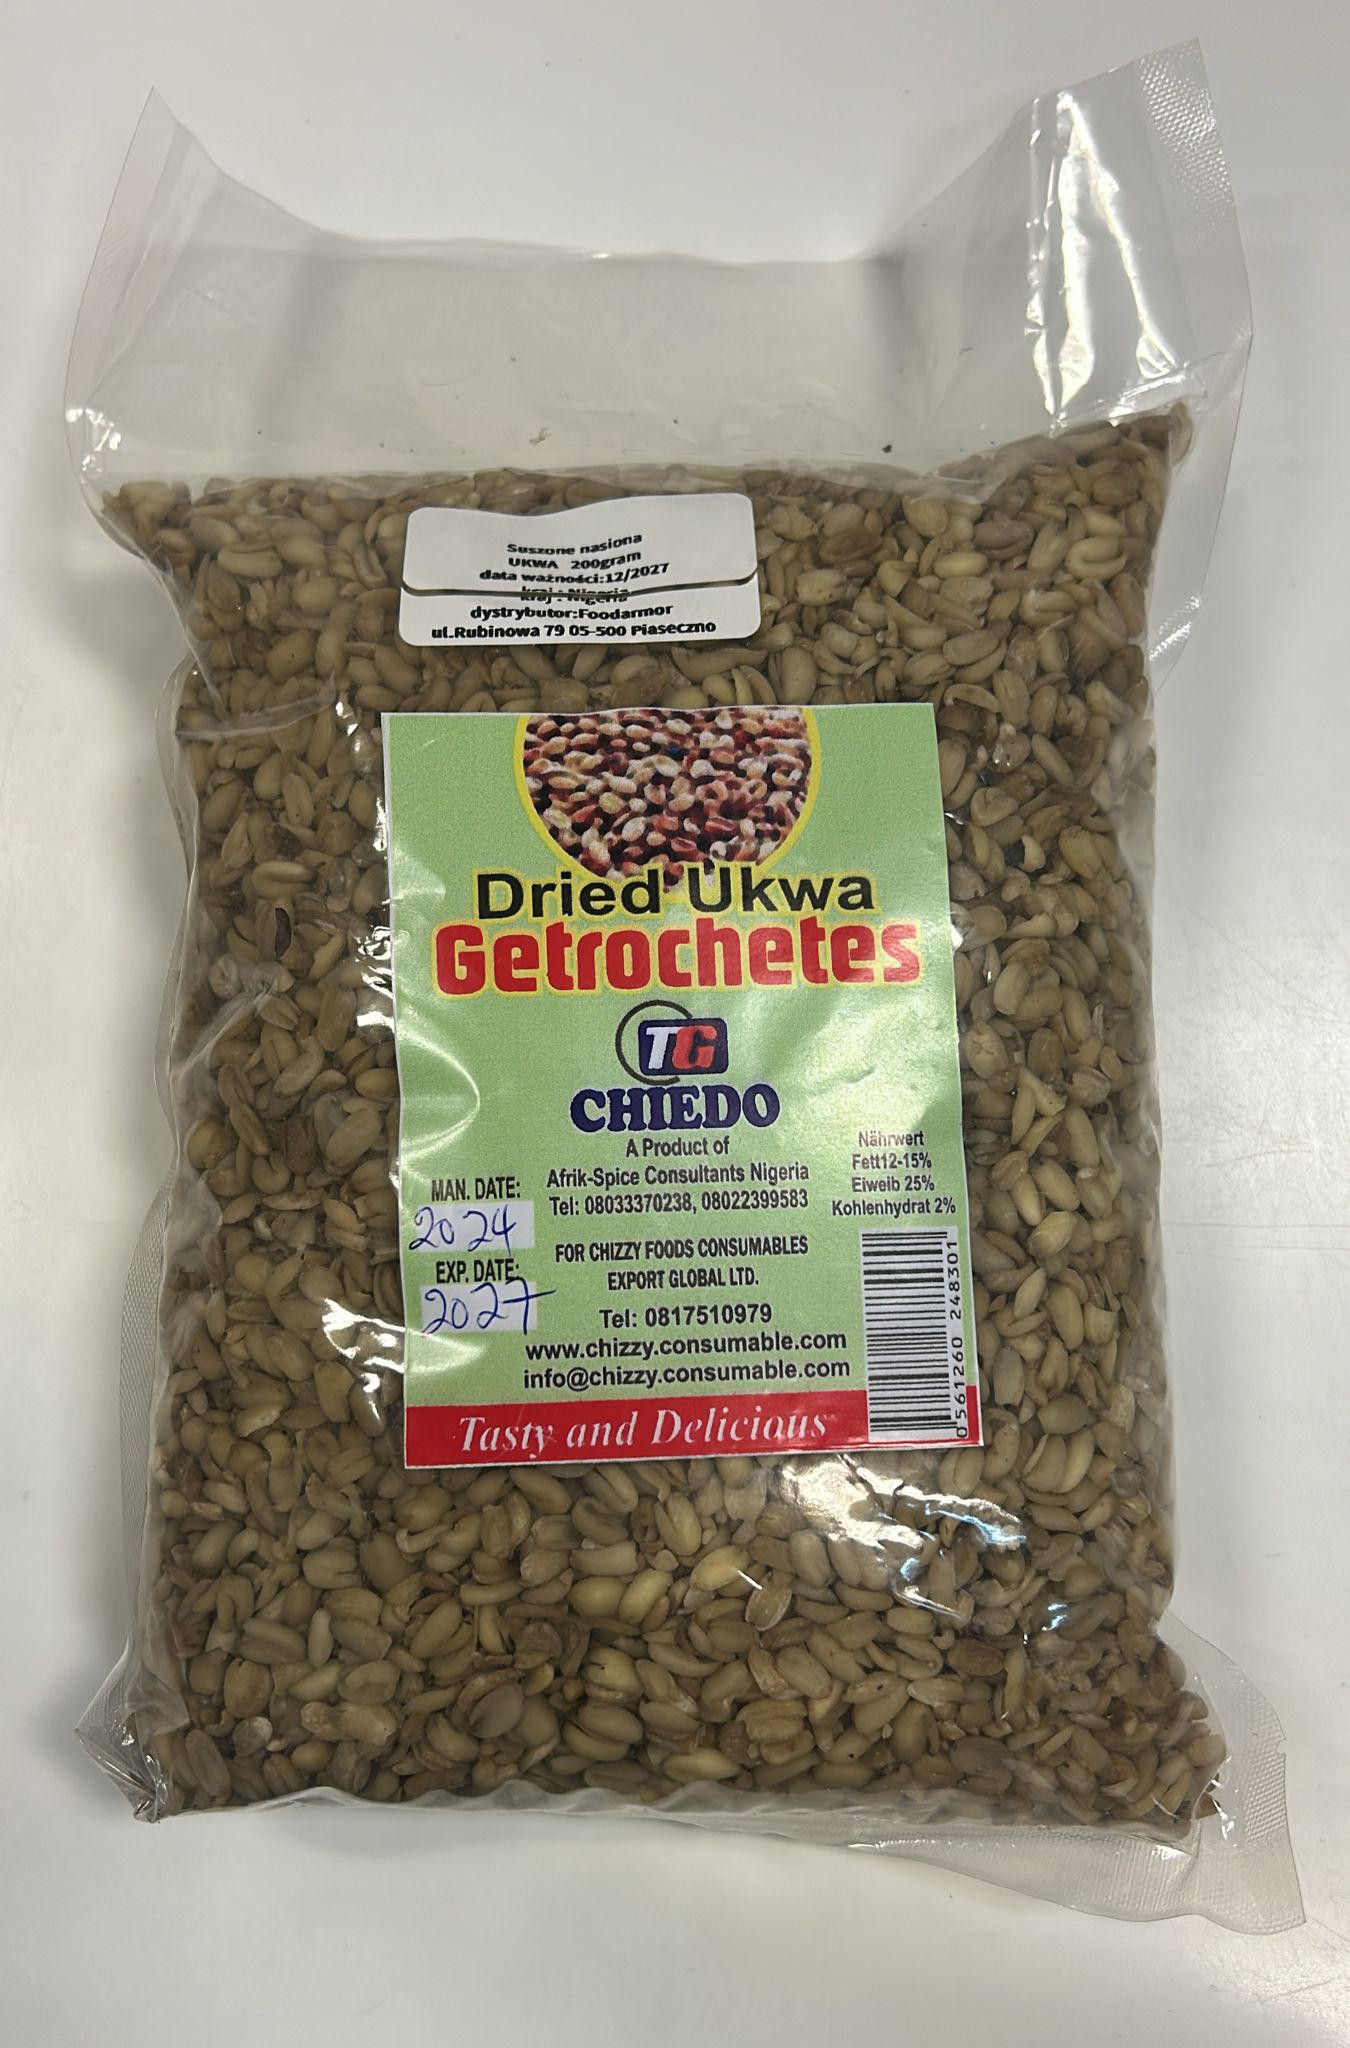 Suszone nasiona
UKWA 200gram
data ważności:12/2027
kraj : Nigeria
dystrybutor:Foodarmor
ul.Rubinowa 79 05-500 Piaseczno
Dried Ukwa
Getrochetes
TG
CHIEDO
A Product of
Afrik-Spice Consultants Nigeria
Tel: 08033370238, 08022399583
FOR CHIZZY FOODS CONSUMABLES
EXPORT GLOBAL LTD.
Tel: 0817510979
www.chizzy.consumable.com
info@chizzy.consumable.com
MAN. DATE:
2024
EXP. DATE:
2027
Nährwert
Fett12-15%
Eiweib 25%
Kohlenhydrat 2%
0 561260 248301
Tasty and Delicious